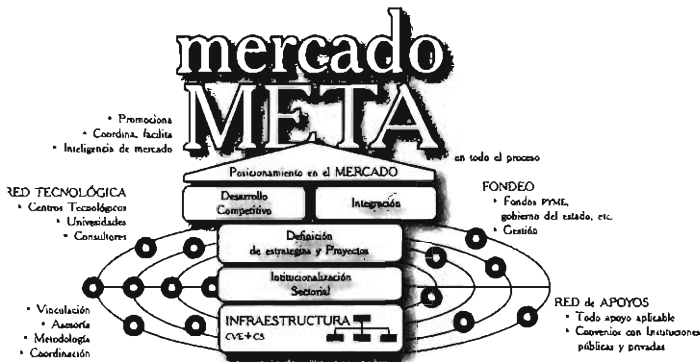 mercado
META
• Promociona
• Coordina, facilita
• Inteligencia de mercado
en todo el proceso
Posicionamiento en el MERCADO
RED TECNOLÓGICA
• Centros Tecnológicos
• Univesidades
• Consultores
Desarrollo
Competitivo
Integración
FONDEO
• Fondos PYME,
gobierno del estado, etc.
• Gestión
Definición
de estrategias y Proyectos
Intitucionalización
Sectorial
• Vinculación
• Asesoría
• Metodología
• Coordinación
INFRAESTRUCTURA
CVE+CS
RED de APOYOS
• Todo apoyo aplicable
• Convenios con Instituciones
públicas y privadas